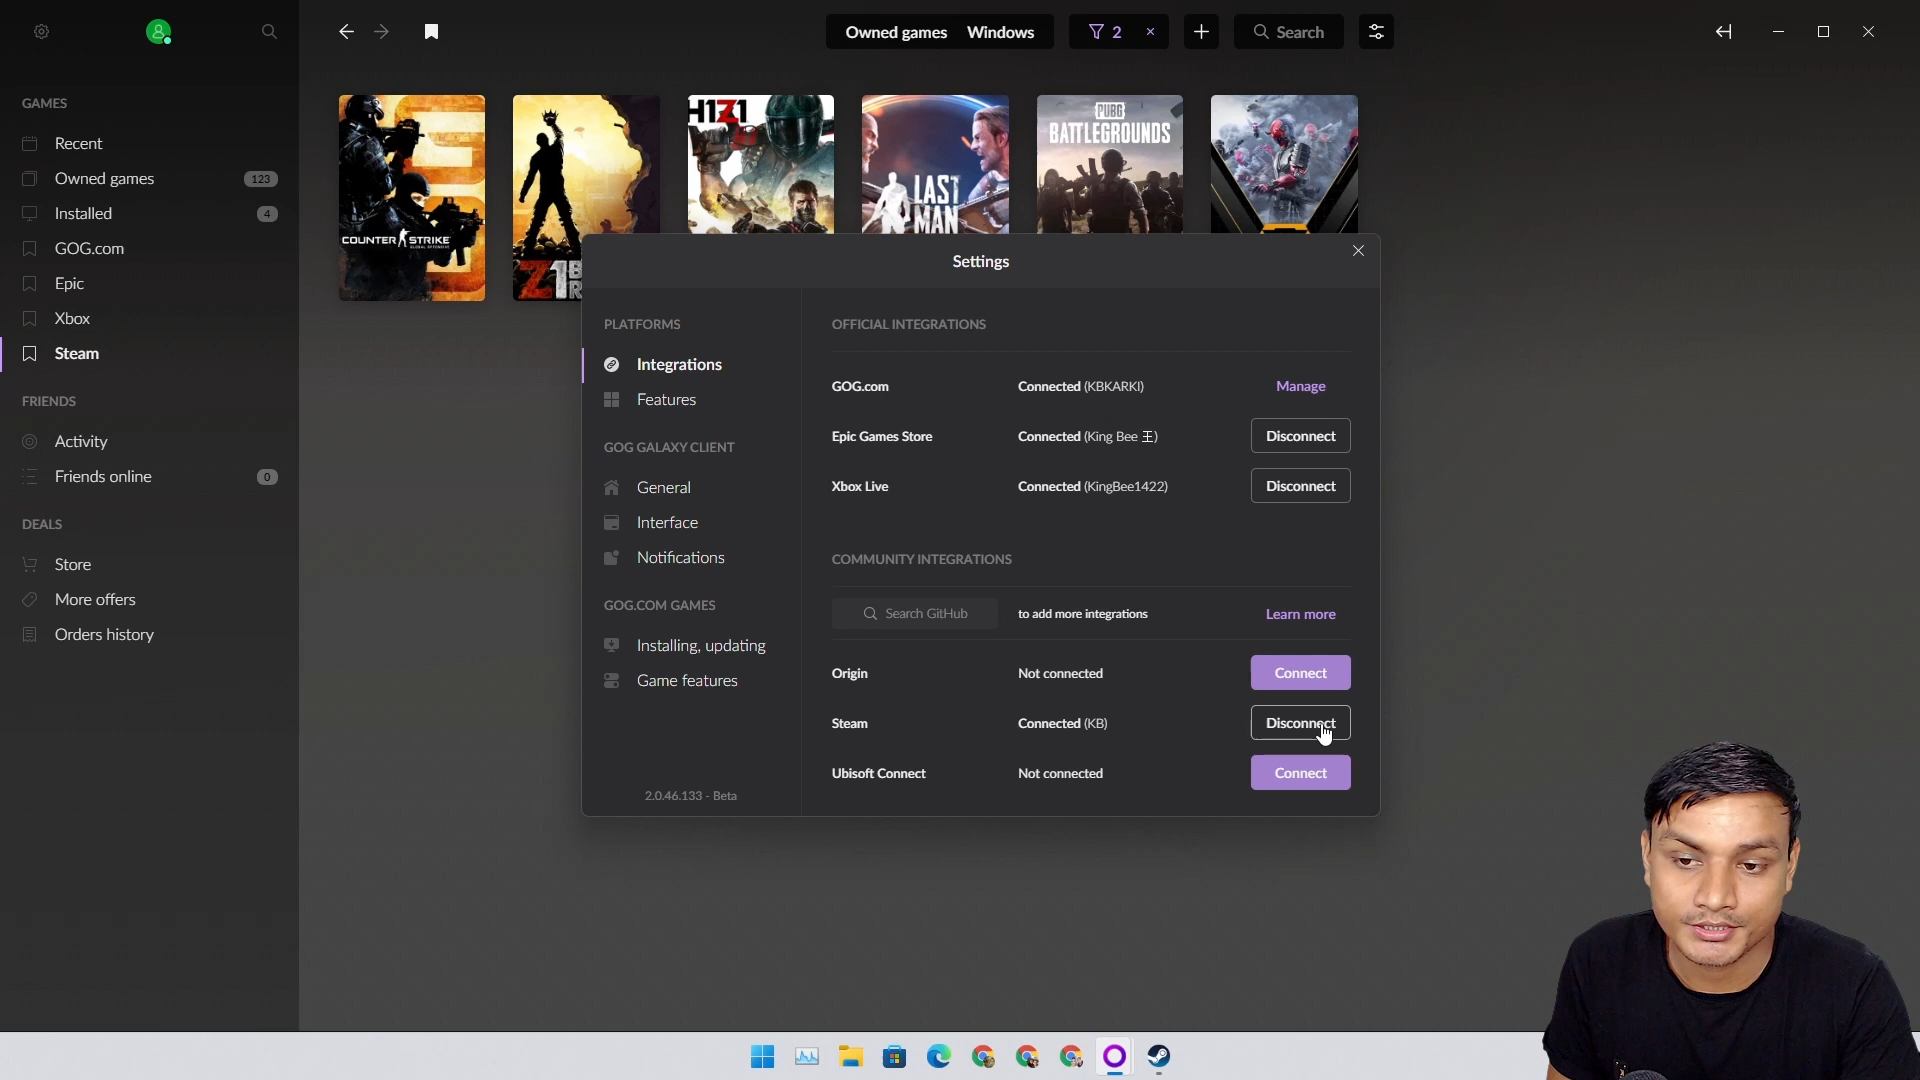 Owned games Windows 2 × Search
GAMES
Recent
Owned games 123
Installed 4
GOG.com
Epic
Xbox
Steam
FRIENDS
Activity
Friends online 0
DEALS
Store
More offers
Orders history
COUNTER STRIKE
GLOBAL OFFENSIVE
Z1B
R
H1Z1
LAST
MAN
PUBG
BATTLEGROUNDS
Settings
PLATFORMS
Integrations
Features
GOG GALAXY CLIENT
General
Interface
Notifications
GOG.COM GAMES
Installing, updating
Game features
2.0.46.133 - Beta
OFFICIAL INTEGRATIONS
GOG.com Connected (KBKARKI) Manage
Epic Games Store Connected (King Bee 王) Disconnect
Xbox Live Connected (KingBee1422) Disconnect
COMMUNITY INTEGRATIONS
Search GitHub to add more integrations Learn more
Origin Not connected Connect
Steam Connected (KB) Disconnect
Ubisoft Connect Not connected Connect